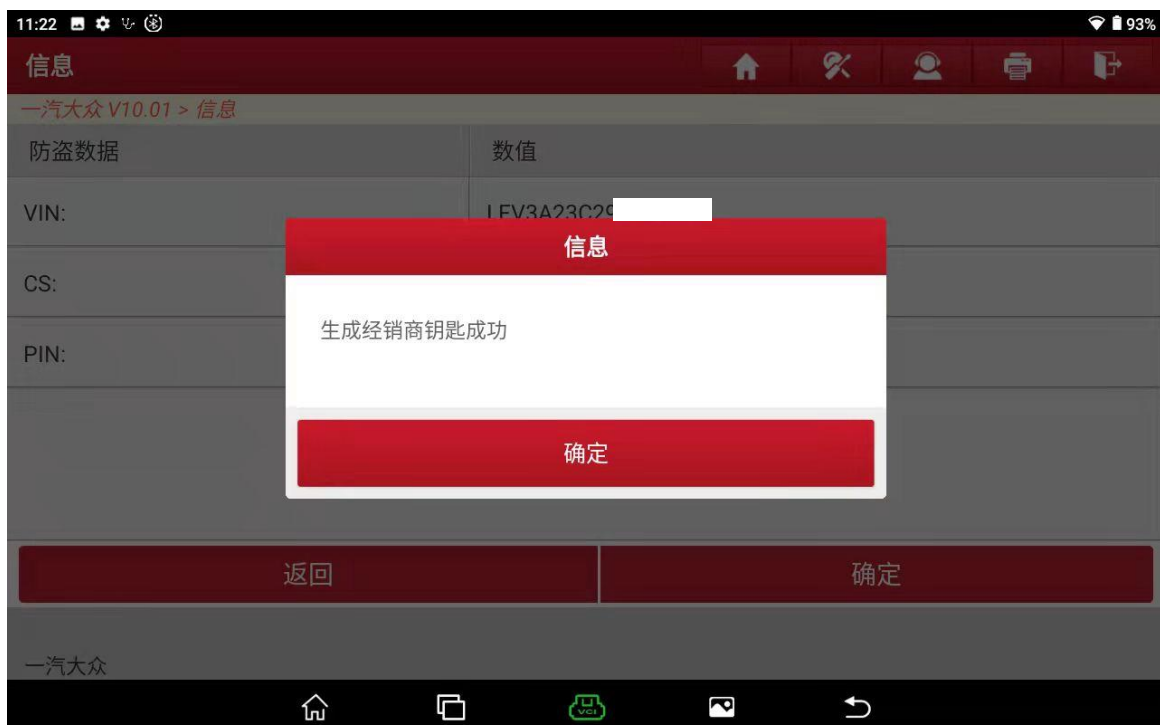 11:22
93%
信息
一汽大众 V10.01 > 信息
防盗数据 数值
VIN: LFV3A23C29
信息
CS:
生成经销商钥匙成功
PIN:
确定
返回 确定
一汽大众
VCI